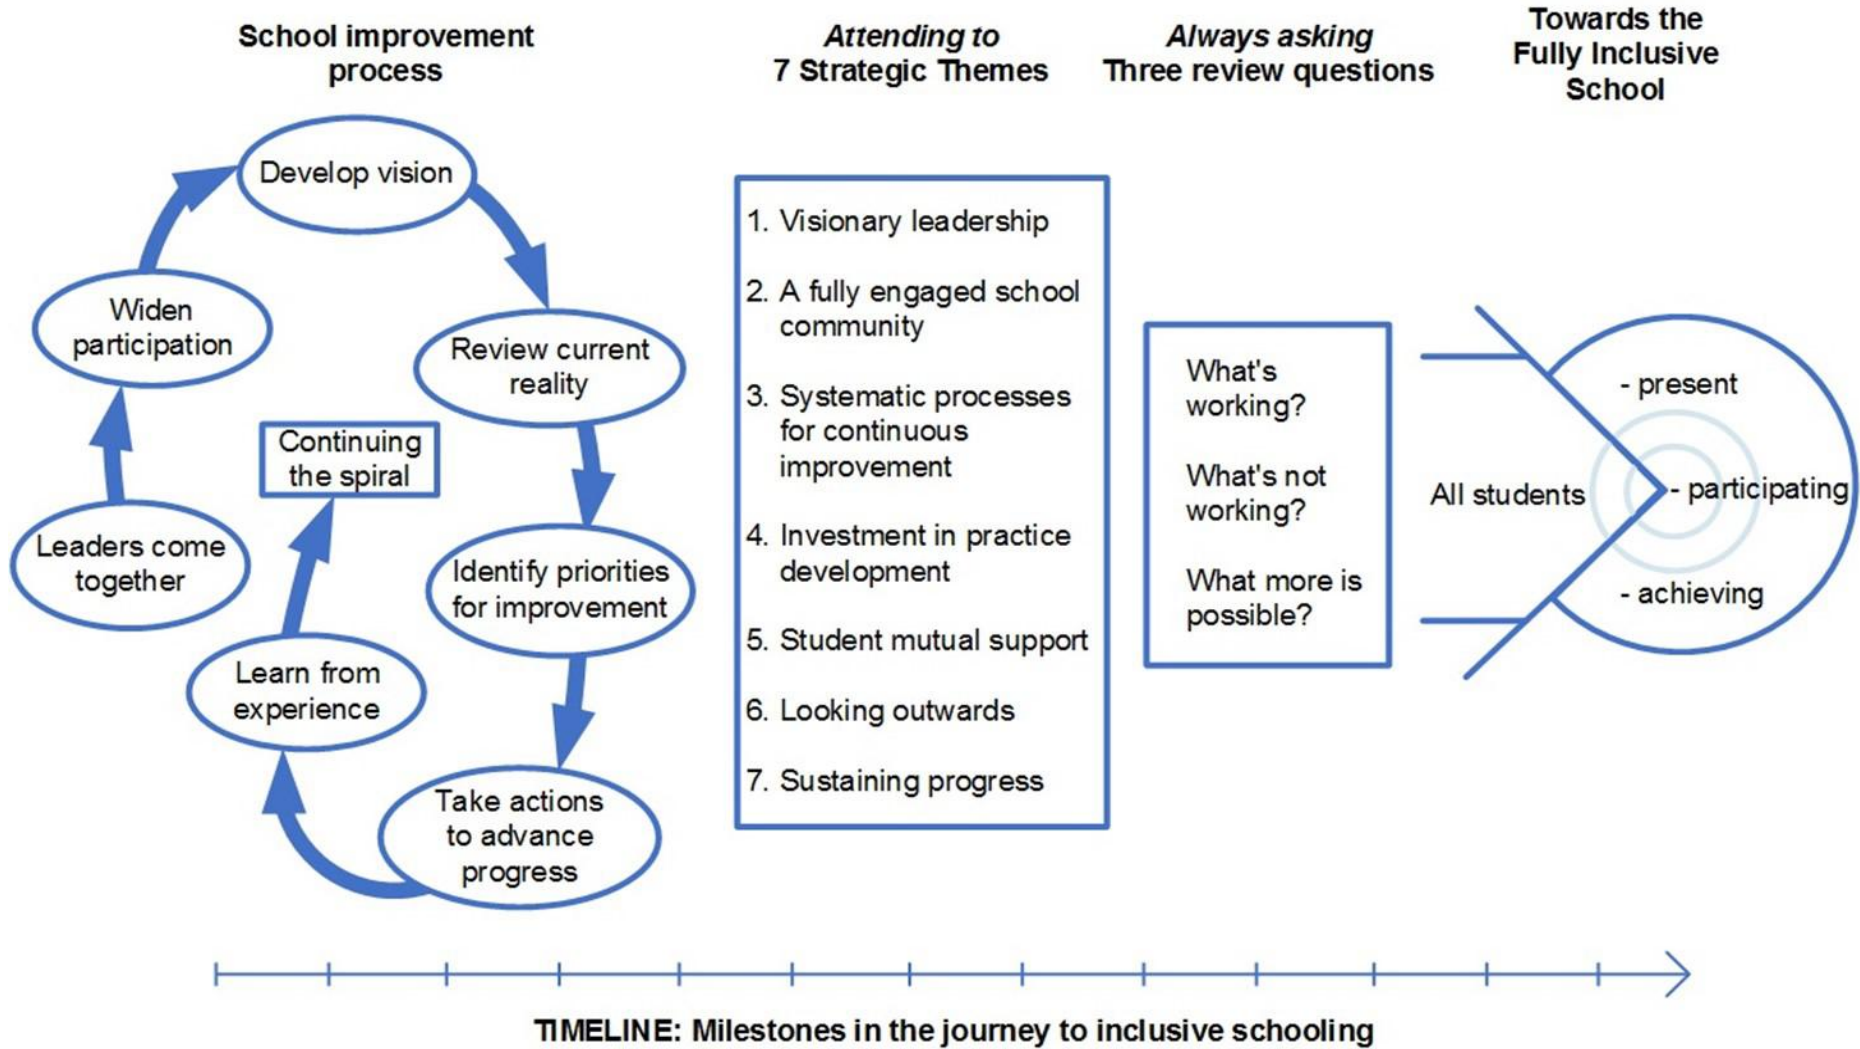 School improvement
process
Attending to
7 Strategic Themes
Always asking
Three review questions
Towards the
Fully Inclusive
School
Develop vision
Widen
participation
Review current
reality
Continuing
the spiral
Leaders come
together
Identify priorities
for improvement
Learn from
experience
Take actions
to advance
progress
1. Visionary leadership
2. A fully engaged school
community
3. Systematic processes
for continuous
improvement
4. Investment in practice
development
5. Student mutual support
6. Looking outwards
7. Sustaining progress
What's
working?
What's not
working?
What more is
possible?
All students
- present
- participating
- achieving
TIMELINE: Milestones in the journey to inclusive schooling